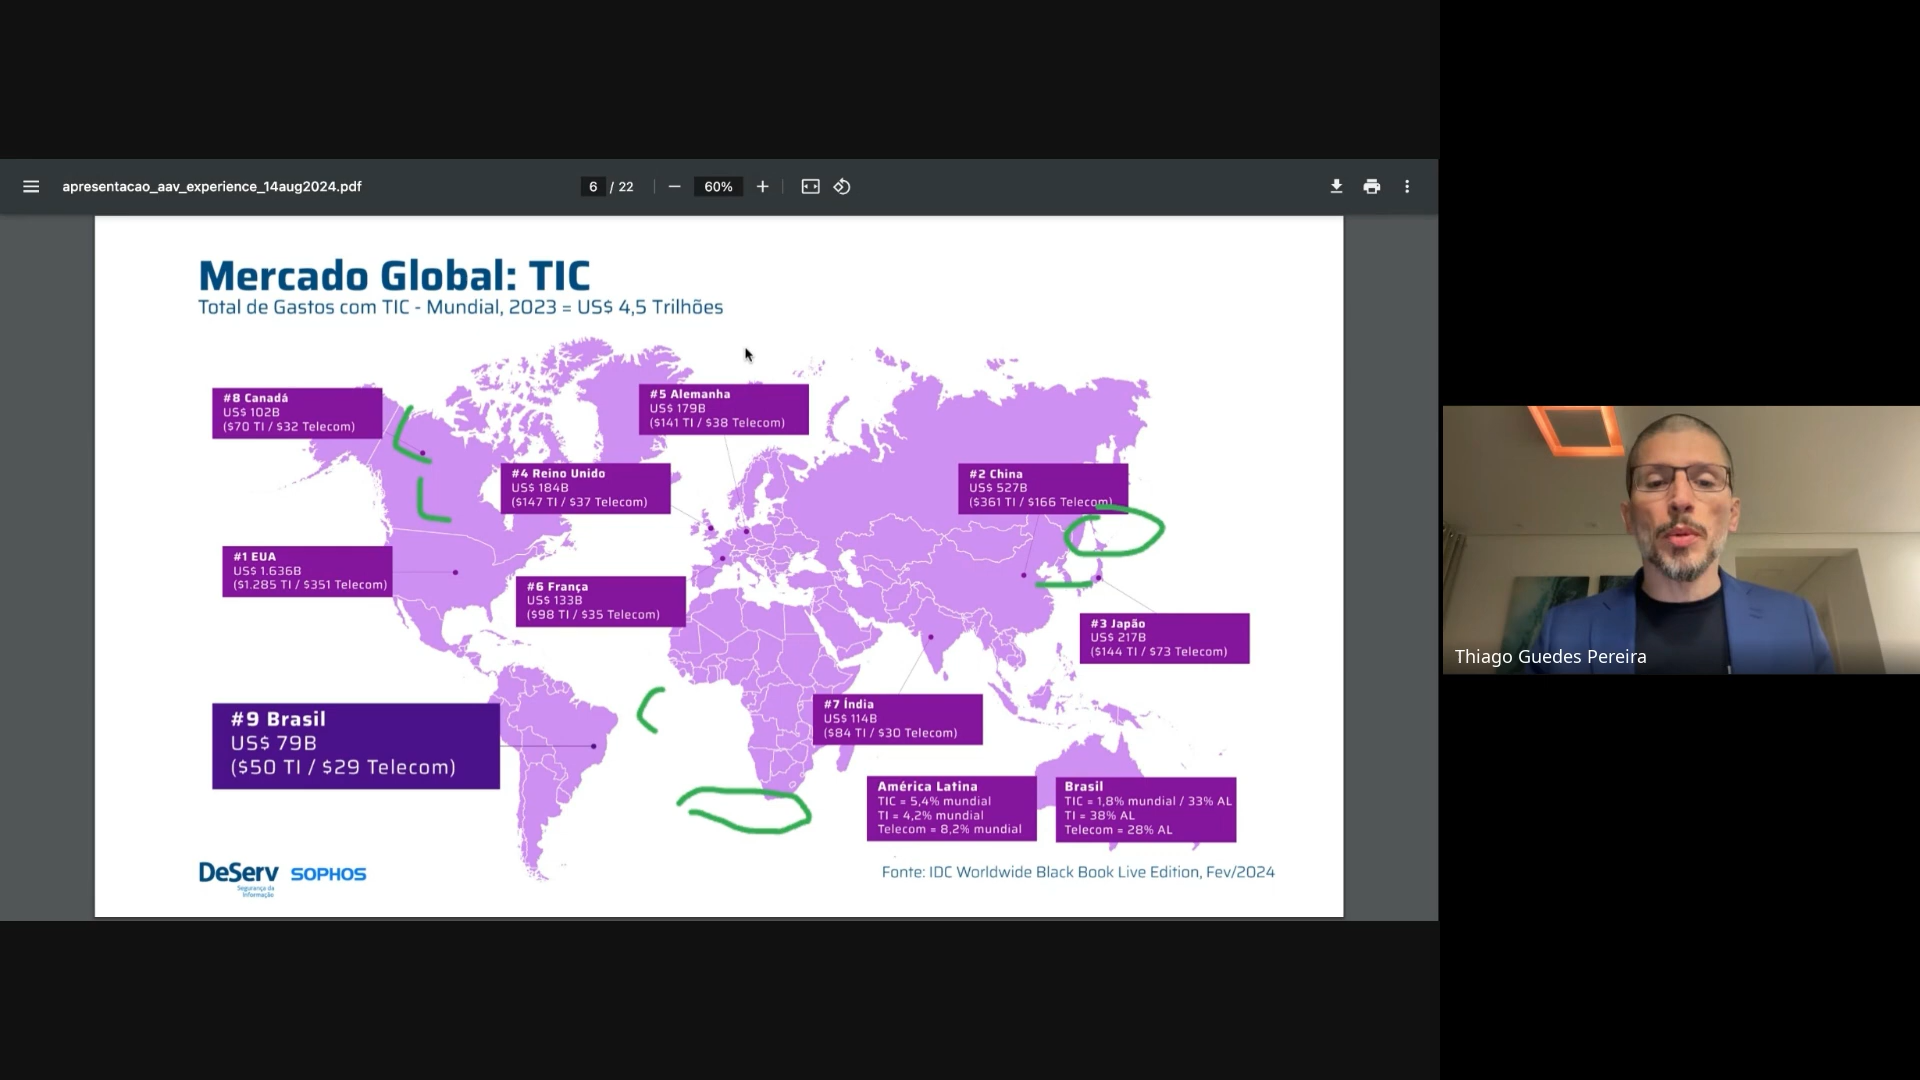 apresentacao_aav_experience_14aug2024.pdf
6 / 22
60%
Mercado Global: TIC
Total de Gastos com TIC - Mundial, 2023 = US$ 4,5 Trilhões
#8 Canadá
US$ 102B
($70 TI / $32 Telecom)
#5 Alemanha
US$ 179B
($141 TI / $38 Telecom)
#4 Reino Unido
US$ 184B
($147 TI / $37 Telecom)
#2 China
US$ 527B
($361 TI / $166 Telecom)
#1 EUA
US$ 1.636B
($1.285 TI / $351 Telecom)
#6 França
US$ 133B
($98 TI / $35 Telecom)
#3 Japão
US$ 217B
($144 TI / $73 Telecom)
#9 Brasil
US$ 79B
($50 TI / $29 Telecom)
#7 Índia
US$ 114B
($84 TI / $30 Telecom)
América Latina
TIC = 5,4% mundial
TI = 4,2% mundial
Telecom = 8,2% mundial
Brasil
TIC = 1,8% mundial / 33% AL
TI = 38% AL
Telecom = 28% AL
DeServ
Segurança da
Informação
SOPHOS
Fonte: IDC Worldwide Black Book Live Edition, Fev/2024
Thiago Guedes Pereira